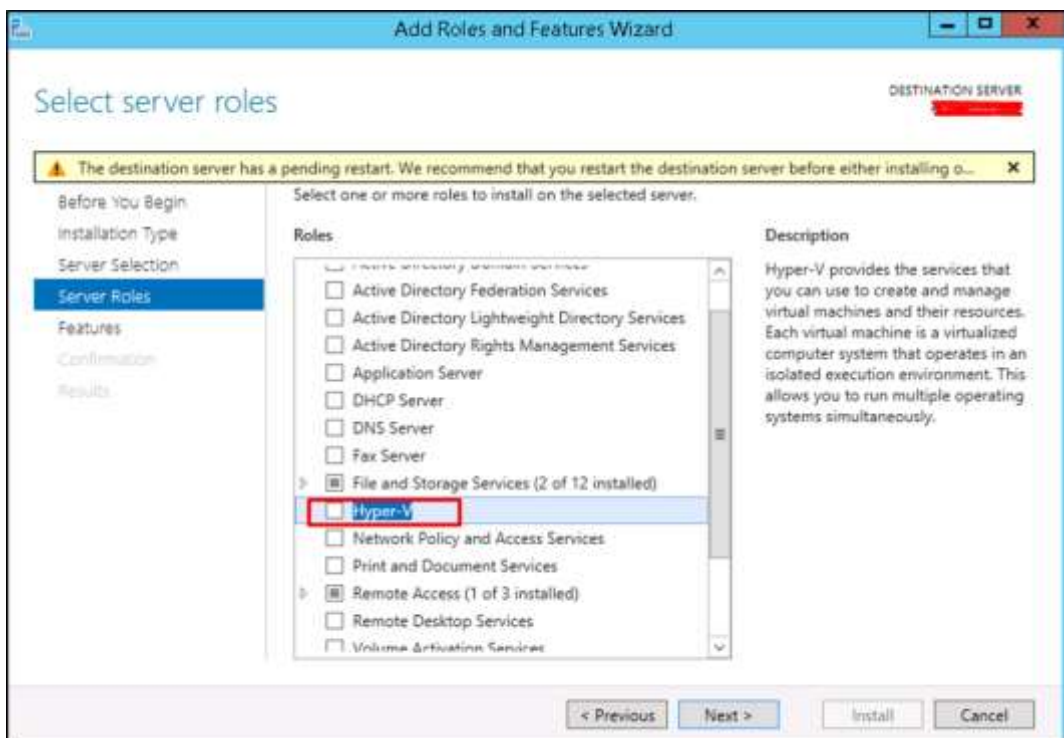 Add Roles and Features Wizard
Select server roles
DESTINATION SERVER
The destination server has a pending restart. We recommend that you restart the destination server before either installing o...
Before You Begin
Installation Type
Server Selection
Server Roles
Features
Confirmation
Results
Select one or more roles to install on the selected server.
Roles
Active Directory Domain Services
Active Directory Federation Services
Active Directory Lightweight Directory Services
Active Directory Rights Management Services
Application Server
DHCP Server
DNS Server
Fax Server
File and Storage Services (2 of 12 installed)
Hyper-V
Network Policy and Access Services
Print and Document Services
Remote Access (1 of 3 installed)
Remote Desktop Services
Volume Activation Services
Description
Hyper-V provides the services that
you can use to create and manage
virtual machines and their resources.
Each virtual machine is a virtualized
computer system that operates in an
isolated execution environment. This
allows you to run multiple operating
systems simultaneously.
< Previous
Next >
Install
Cancel